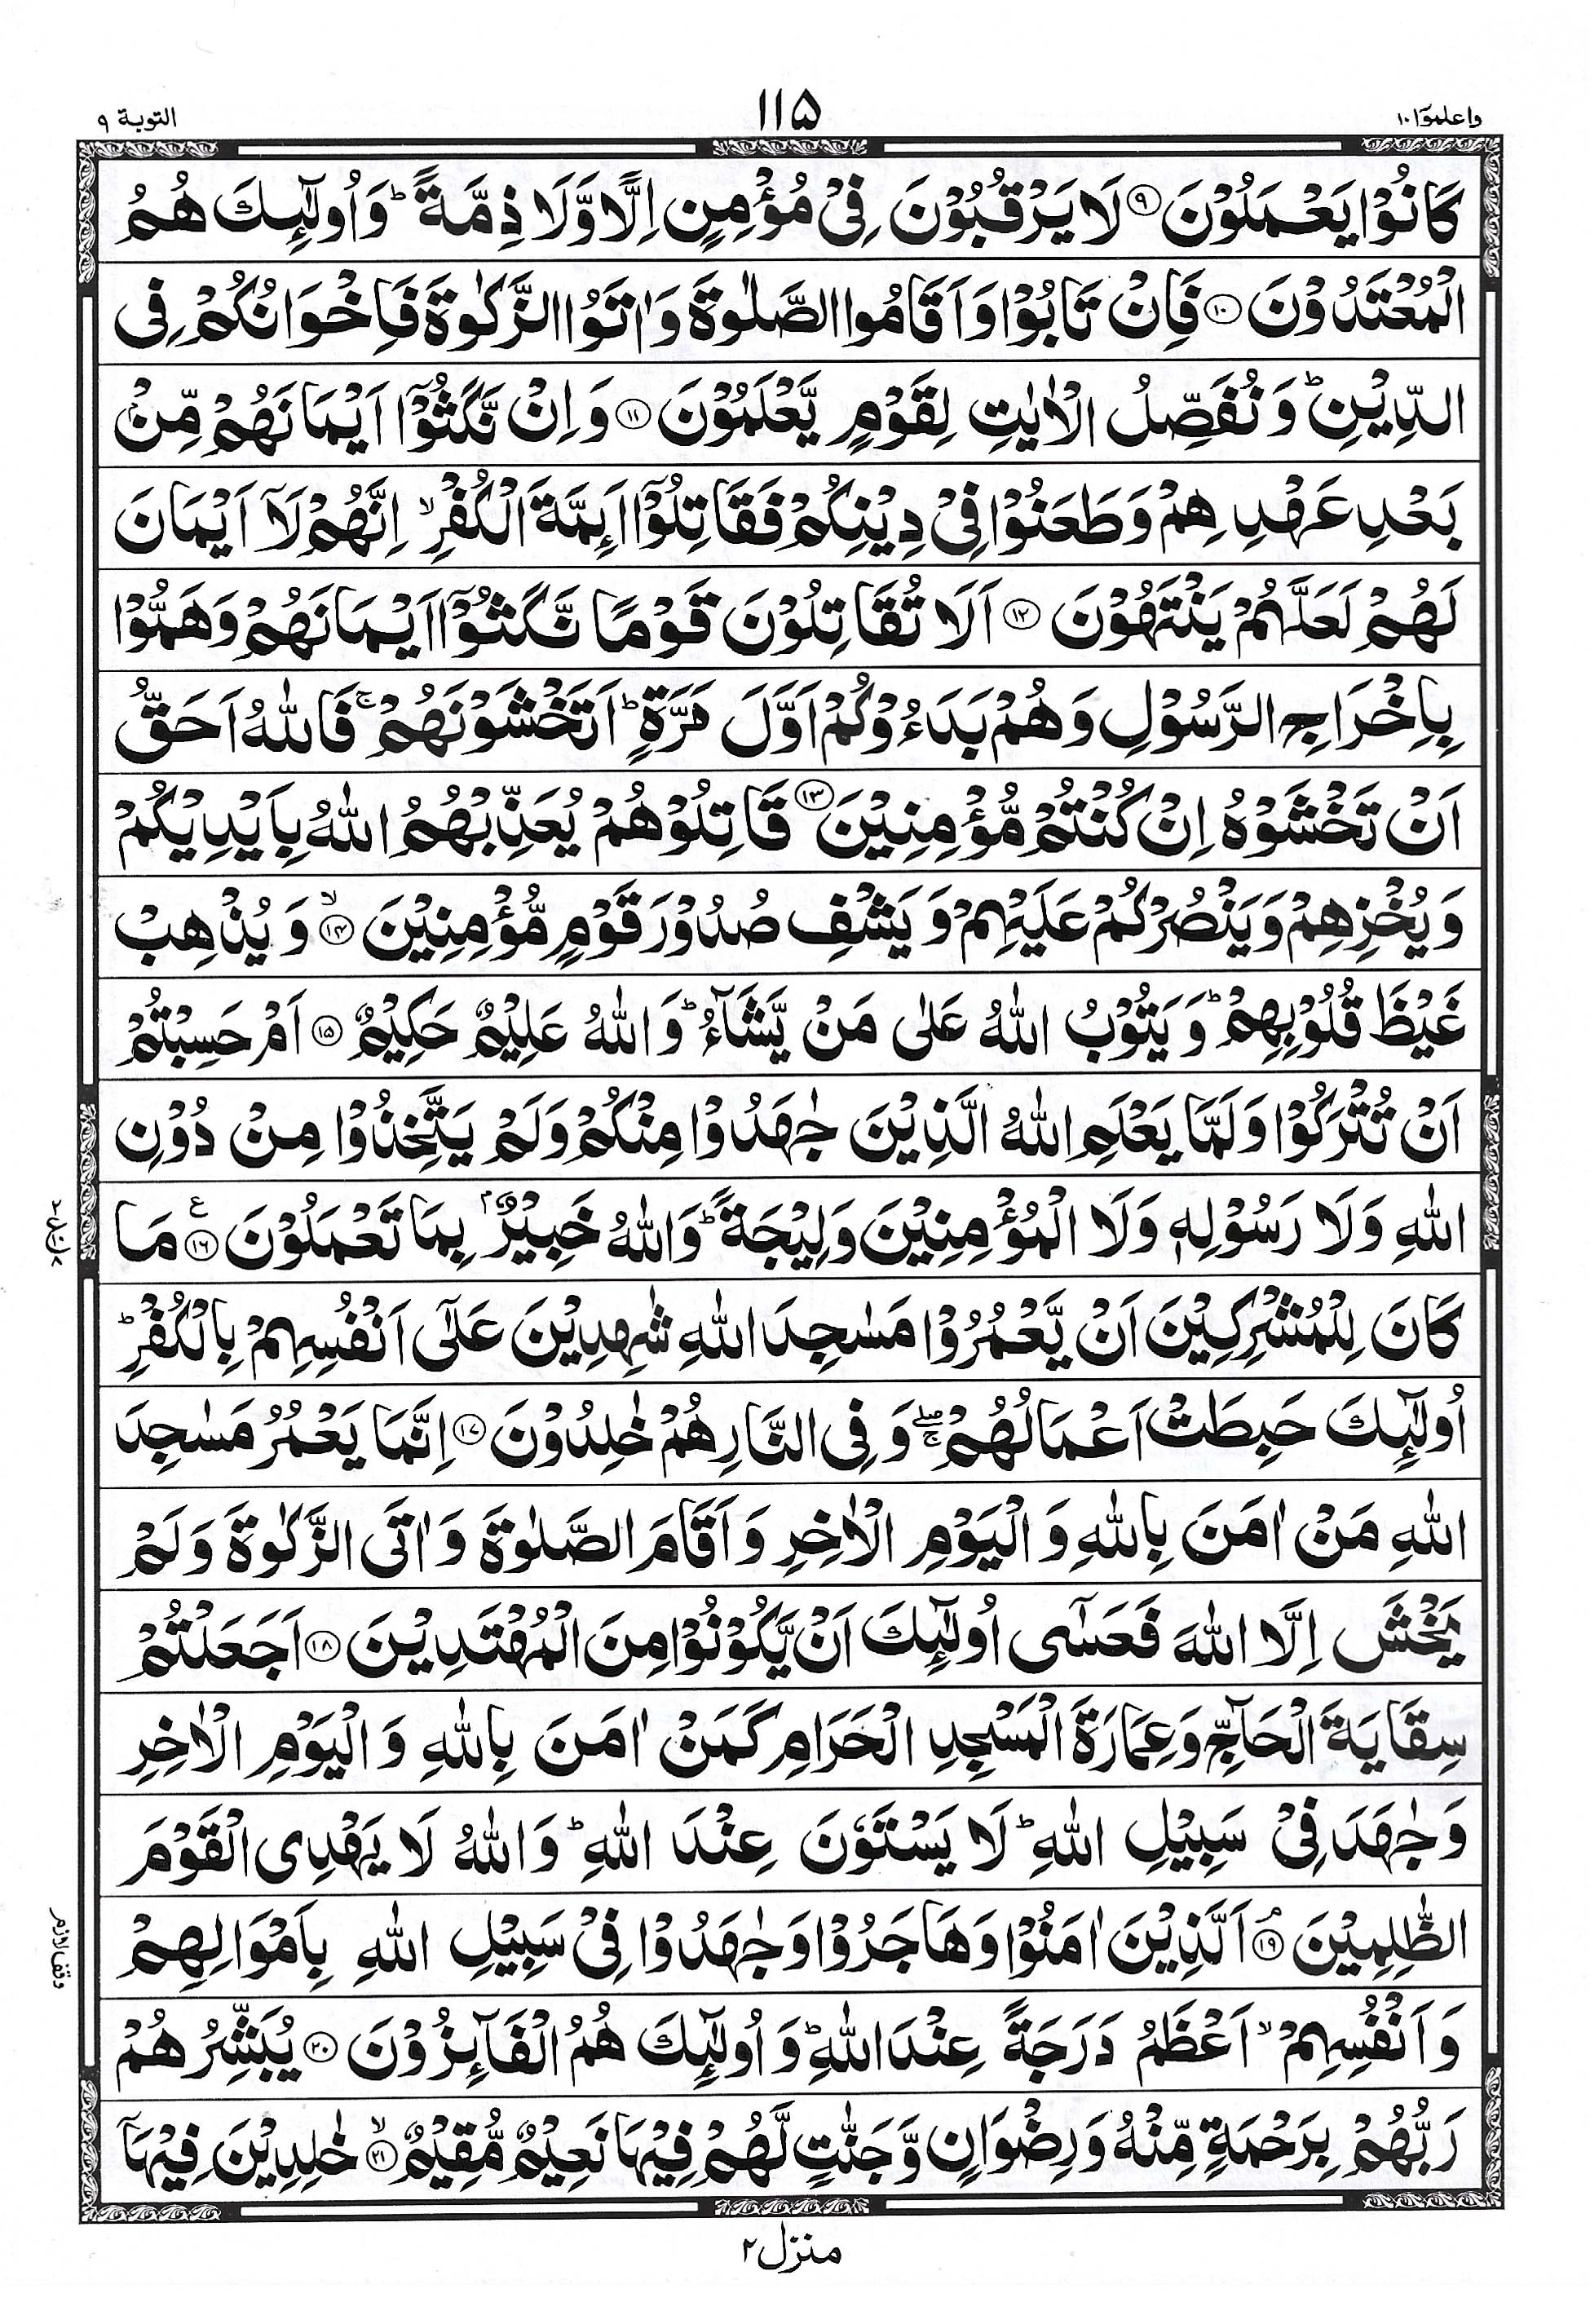 واعلموٓا ١٠
١١۵
التوبة ٩
كَانُوْا يَعْمَلُوْنَ ﴿٩﴾ لَا يَرْقُبُوْنَ فِيْ مُؤْمِنٍ اِلًّا وَّلَا ذِمَّةً ؕ وَاُولٰٓئِكَ هُمُ
الْمُعْتَدُوْنَ ﴿١٠﴾ فَاِنْ تَابُوْا وَاَقَامُوا الصَّلٰوةَ وَاٰتَوُا الزَّكٰوةَ فَاِخْوَانُكُمْ فِى
الدِّيْنِ ؕ وَنُفَصِّلُ الْاٰيٰتِ لِقَوْمٍ يَّعْلَمُوْنَ ﴿١١﴾ وَاِنْ نَّكَثُوْٓا اَيْمَانَهُمْ مِّنْۢ
بَعْدِ عَهْدِهِمْ وَطَعَنُوْا فِيْ دِيْنِكُمْ فَقَاتِلُوْٓا اَئِمَّةَ الْكُفْرِ ۙ اِنَّهُمْ لَآ اَيْمَانَ
لَهُمْ لَعَلَّهُمْ يَنْتَهُوْنَ ﴿١٢﴾ اَلَا تُقَاتِلُوْنَ قَوْمًا نَّكَثُوْٓا اَيْمَانَهُمْ وَهَمُّوْا
بِاِخْرَاجِ الرَّسُوْلِ وَهُمْ بَدَءُوْكُمْ اَوَّلَ مَرَّةٍ ؕ اَتَخْشَوْنَهُمْ ۚ فَاللّٰهُ اَحَقُّ
اَنْ تَخْشَوْهُ اِنْ كُنْتُمْ مُّؤْمِنِيْنَ ﴿١٣﴾ قَاتِلُوْهُمْ يُعَذِّبْهُمُ اللّٰهُ بِاَيْدِيْكُمْ
وَيُخْزِهِمْ وَيَنْصُرْكُمْ عَلَيْهِمْ وَيَشْفِ صُدُوْرَ قَوْمٍ مُّؤْمِنِيْنَ ﴿١٤﴾ ۙ وَيُذْهِبْ
غَيْظَ قُلُوْبِهِمْ ؕ وَيَتُوْبُ اللّٰهُ عَلٰى مَنْ يَّشَآءُ ؕ وَاللّٰهُ عَلِيْمٌ حَكِيْمٌ ﴿١٥﴾ اَمْ حَسِبْتُمْ
اَنْ تُتْرَكُوْا وَلَمَّا يَعْلَمِ اللّٰهُ الَّذِيْنَ جٰهَدُوْا مِنْكُمْ وَلَمْ يَتَّخِذُوْا مِنْ دُوْنِ
اللّٰهِ وَلَا رَسُوْلِهٖ وَلَا الْمُؤْمِنِيْنَ وَلِيْجَةً ؕ وَاللّٰهُ خَبِيْرٌۢ بِمَا تَعْمَلُوْنَ ﴿١٦﴾ ع مَا
كَانَ لِلْمُشْرِكِيْنَ اَنْ يَّعْمُرُوْا مَسٰجِدَ اللّٰهِ شٰهِدِيْنَ عَلٰٓى اَنْفُسِهِمْ بِالْكُفْرِ ؕ
اُولٰٓئِكَ حَبِطَتْ اَعْمَالُهُمْ ۖۚ وَفِى النَّارِ هُمْ خٰلِدُوْنَ ﴿١٧﴾ اِنَّمَا يَعْمُرُ مَسٰجِدَ
اللّٰهِ مَنْ اٰمَنَ بِاللّٰهِ وَالْيَوْمِ الْاٰخِرِ وَاَقَامَ الصَّلٰوةَ وَاٰتَى الزَّكٰوةَ وَلَمْ
يَخْشَ اِلَّا اللّٰهَ فَعَسٰٓى اُولٰٓئِكَ اَنْ يَّكُوْنُوْا مِنَ الْمُهْتَدِيْنَ ﴿١٨﴾ اَجَعَلْتُمْ
سِقَايَةَ الْحَآجِّ وَعِمَارَةَ الْمَسْجِدِ الْحَرَامِ كَمَنْ اٰمَنَ بِاللّٰهِ وَالْيَوْمِ الْاٰخِرِ
وَجٰهَدَ فِيْ سَبِيْلِ اللّٰهِ ؕ لَا يَسْتَوٗنَ عِنْدَ اللّٰهِ ؕ وَاللّٰهُ لَا يَهْدِى الْقَوْمَ
الظّٰلِمِيْنَ ﴿١٩﴾ ۘ اَلَّذِيْنَ اٰمَنُوْا وَهَاجَرُوْا وَجٰهَدُوْا فِيْ سَبِيْلِ اللّٰهِ بِاَمْوَالِهِمْ
وَاَنْفُسِهِمْ ۙ اَعْظَمُ دَرَجَةً عِنْدَ اللّٰهِ ؕ وَاُولٰٓئِكَ هُمُ الْفَآئِزُوْنَ ﴿٢٠﴾ يُبَشِّرُهُمْ
رَبُّهُمْ بِرَحْمَةٍ مِّنْهُ وَرِضْوَانٍ وَّجَنّٰتٍ لَّهُمْ فِيْهَا نَعِيْمٌ مُّقِيْمٌ ﴿٢١﴾ ۙ خٰلِدِيْنَ فِيْهَآ
وقف لازم
منزل ٢